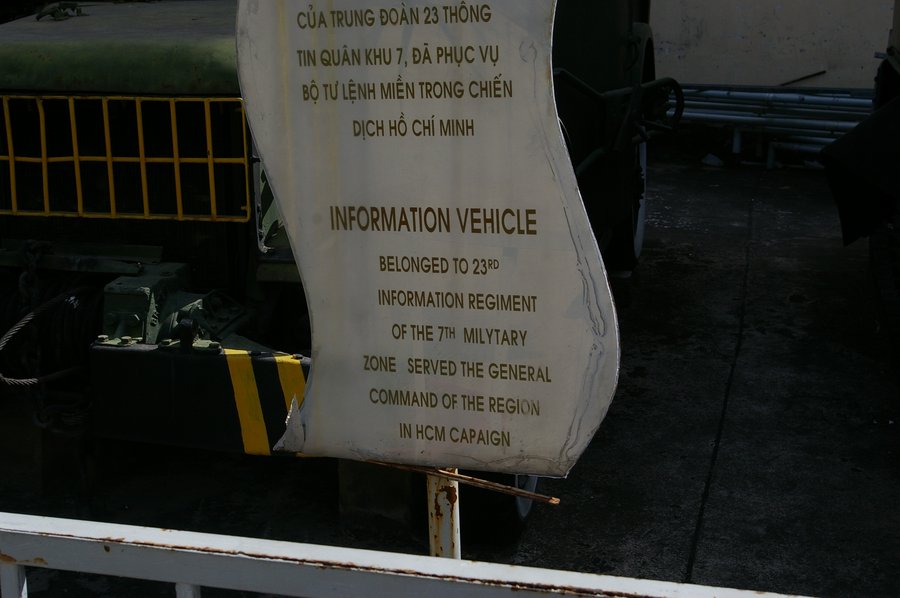 CỦA TRUNG ĐOÀN 23 THÔNG
TIN QUÂN KHU 7, ĐÃ PHỤC VỤ
BỘ TƯ LỆNH MIỀN TRONG CHIẾN
DỊCH HỒ CHÍ MINH
INFORMATION VEHICLE
BELONGED TO 23RD
INFORMATION REGIMENT
OF THE 7TH MILYTARY
ZONE SERVED THE GENERAL
COMMAND OF THE REGION
IN HCM CAPAIGN